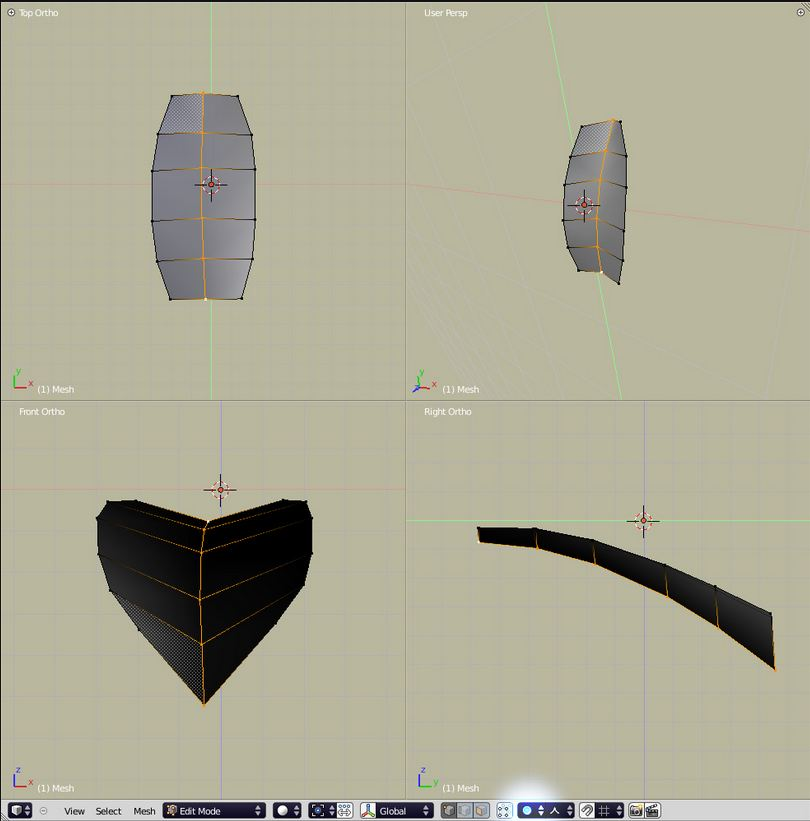 Top Ortho
User Persp
y
x
(1) Mesh
y
x
z
(1) Mesh
Front Ortho
Right Ortho
z
x
(1) Mesh
z
y
(1) Mesh
View Select Mesh Edit Mode Global